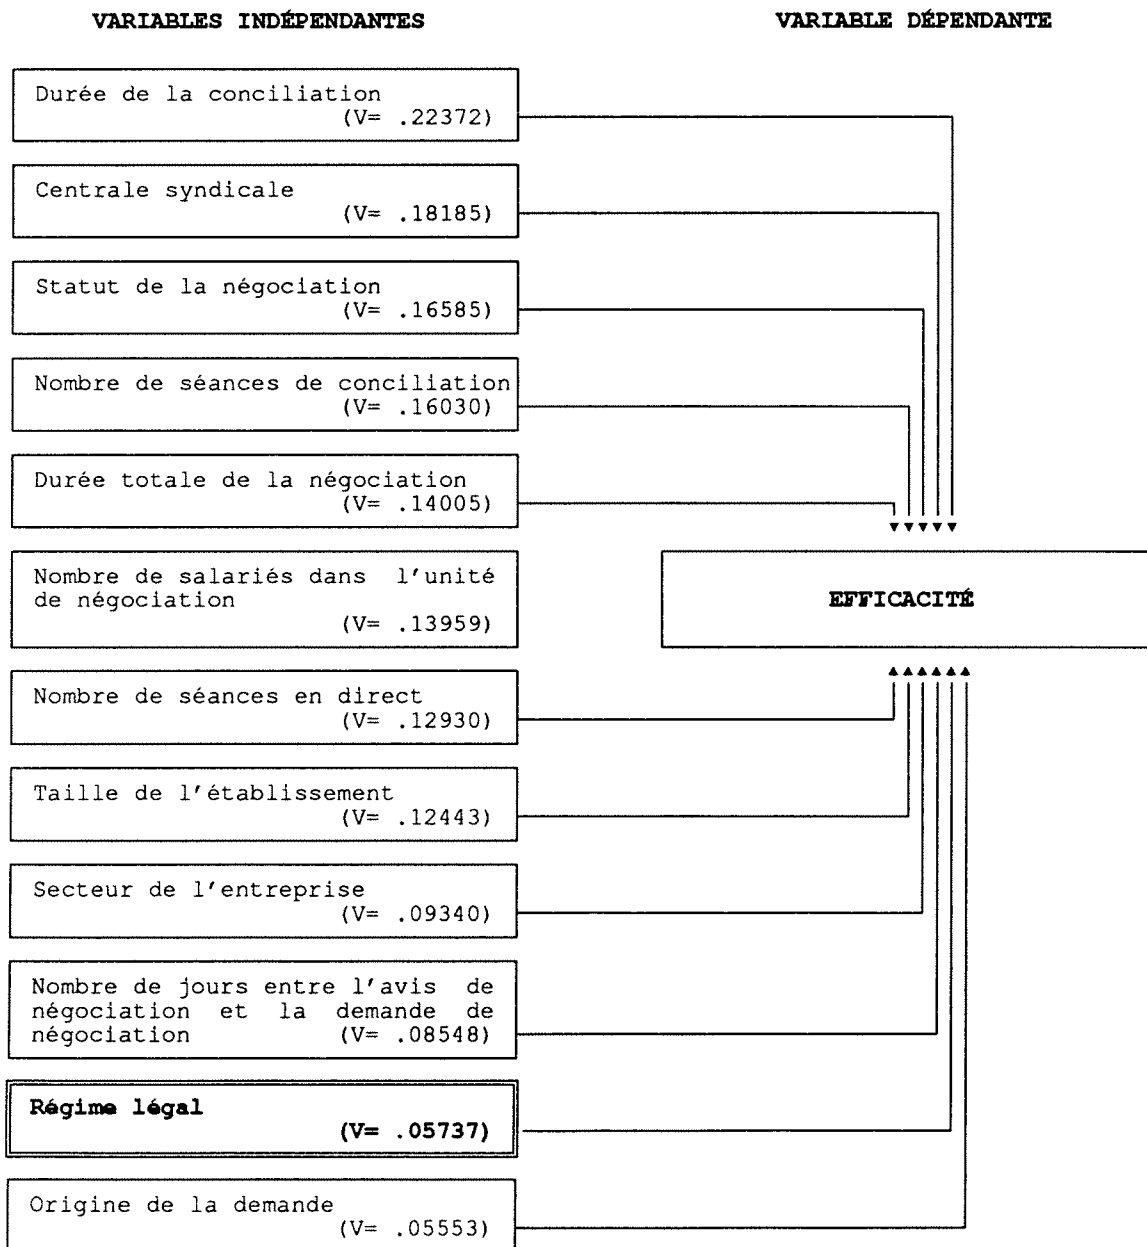 VARIABLES INDÉPENDANTES
VARIABLE DÉPENDANTE
Durée de la conciliation
(V= .22372)
Centrale syndicale
(V= .18185)
Statut de la négociation
(V= .16585)
Nombre de séances de conciliation
(V= .16030)
Durée totale de la négociation
(V= .14005)
Nombre de salariés dans l'unité
de négociation
(V= .13959)
EFFICACITÉ
Nombre de séances en direct
(V= .12930)
Taille de l'établissement
(V= .12443)
Secteur de l'entreprise
(V= .09340)
Nombre de jours entre l'avis de
négociation et la demande de
négociation (V= .08548)
Régime légal
(V= .05737)
Origine de la demande
(V= .05553)